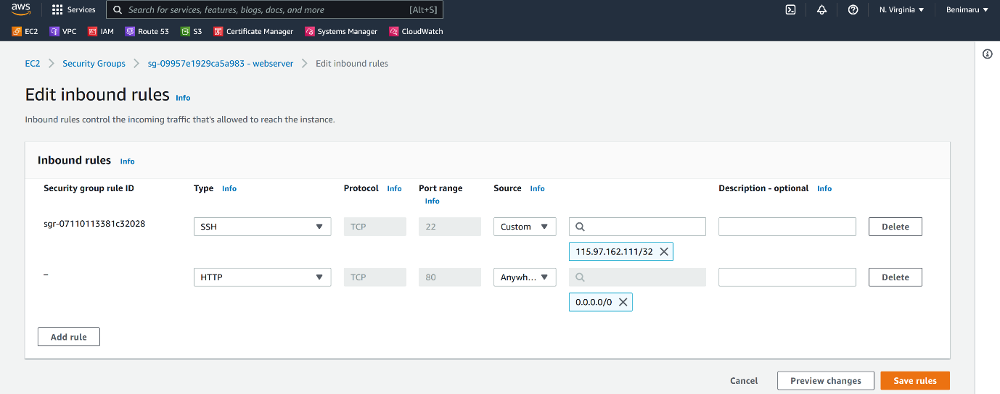 aws Services Search for services, features, blogs, docs, and more [Alt+S] N. Virginia Benimaru
EC2 VPC IAM Route 53 S3 Certificate Manager Systems Manager CloudWatch
EC2 Security Groups sg-09957e1929ca5a983 - webserver Edit inbound rules
Edit inbound rules Info
Inbound rules control the incoming traffic that's allowed to reach the instance.
Inbound rules Info
Security group rule ID Type Info Protocol Info Port range Source Info Description - optional Info
Info
sgr-07110113381c32028 SSH TCP 22 Custom Delete
115.97.162.111/32
– HTTP TCP 80 Anywh... Delete
0.0.0.0/0
Add rule
Cancel Preview changes Save rules